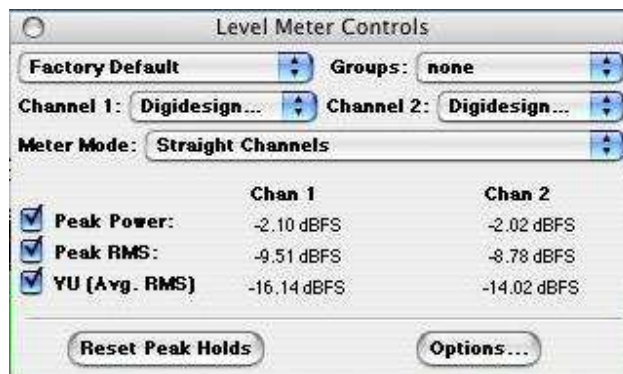 Level Meter Controls
Factory Default Groups: none
Channel 1: Digidesign... Channel 2: Digidesign...
Meter Mode: Straight Channels
Chan 1 Chan 2
Peak Power: -2.10 dBFS -2.02 dBFS
Peak RMS: -9.51 dBFS -8.78 dBFS
VU (Avg. RMS) -16.14 dBFS -14.02 dBFS
Reset Peak Holds Options...